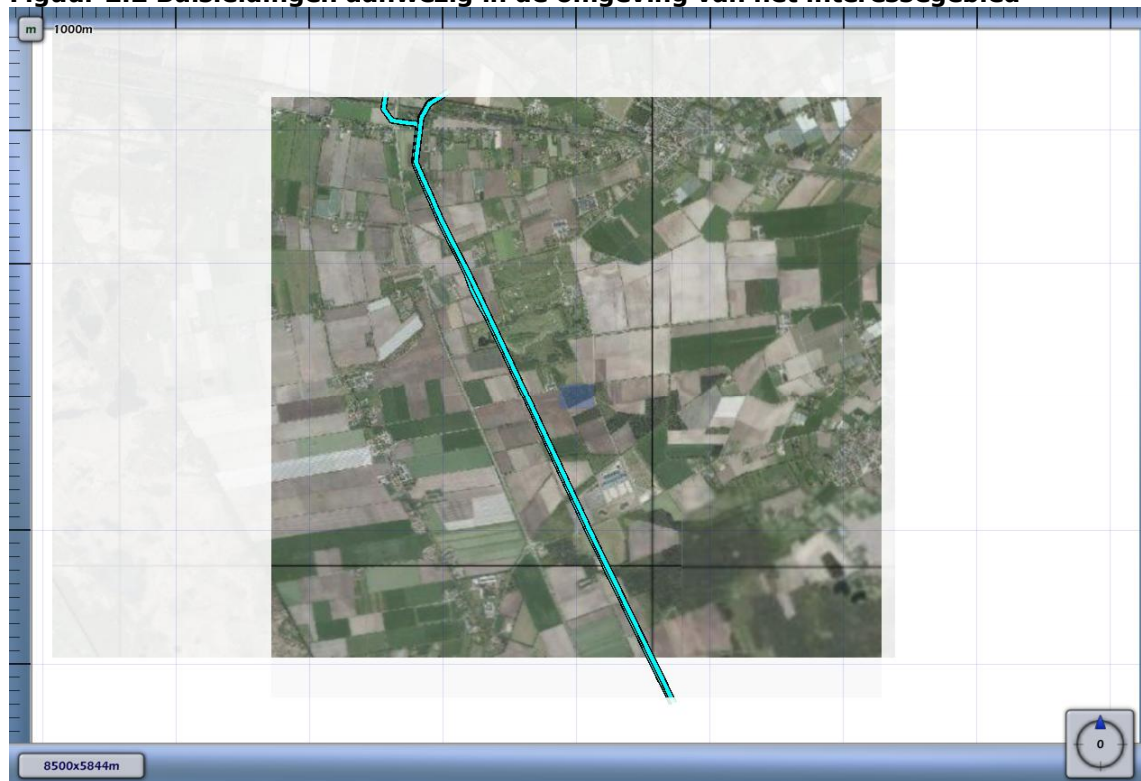 Figuur 2.2 Buisleidingen aanwezig in de omgeving van het interessegebied
m
1000m
8500x5844m
0